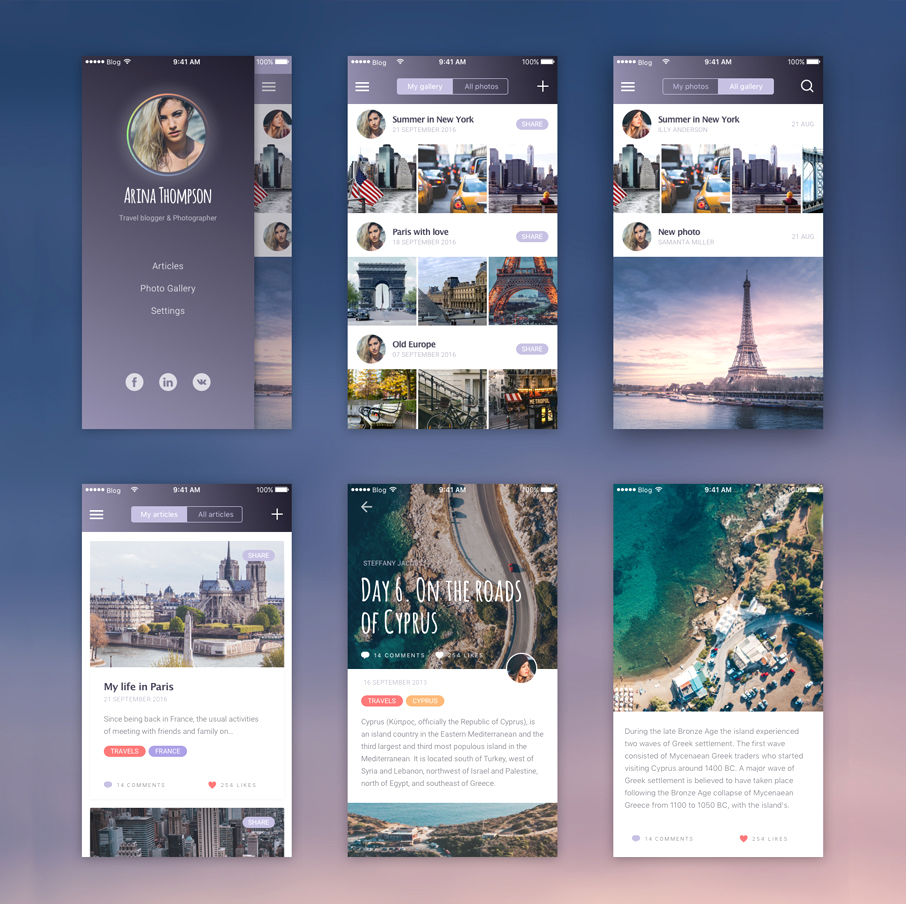 Blog
9:41 AM
100%
ARINA THOMPSON
Travel blogger & Photographer
Articles
Photo Gallery
Settings
Blog
9:41 AM
100%
My gallery
All photos
Summer in New York
21 SEPTEMBER 2016
SHARE
Paris with love
18 SEPTEMBER 2016
SHARE
Old Europe
07 SEPTEMBER 2016
SHARE
METROPOL
Blog
9:41 AM
100%
My photos
All gallery
Summer in New York
ILLY ANDERSON
21 AUG
New photo
SAMANTA MILLER
21 AUG
Blog
9:41 AM
100%
My articles
All articles
SHARE
My life in Paris
21 SEPTEMBER 2016
Since being back in France, the usual activities
of meeting with friends and family on...
TRAVELS
FRANCE
14 COMMENTS
254 LIKES
SHARE
Blog
9:41 AM
100%
STEFFANY
DAY 6. ON THE ROADS
OF CYPRUS
14 COMMENTS
254 LIKES
16 SEPTEMBER 2013
TRAVELS
CYPRUS
Cyprus (Κύπρος, officially the Republic of Cyprus), is
an island country in the Eastern Mediterranean and the
third largest and third most populous island in the
Mediterranean. It is located south of Turkey, west of
Syria and Lebanon, northwest of Israel and Palestine,
north of Egypt, and southeast of Greece.
Blog
9:41 AM
100%
During the late Bronze Age the island experienced
two waves of Greek settlement. The first wave
consisted of Mycenaean Greek traders who started
visiting Cyprus around 1400 BC. A major wave of
Greek settlement is believed to have taken place
following the Bronze Age collapse of Mycenaean
Greece from 1100 to 1050 BC, with the island's.
14 COMMENTS
254 LIKES